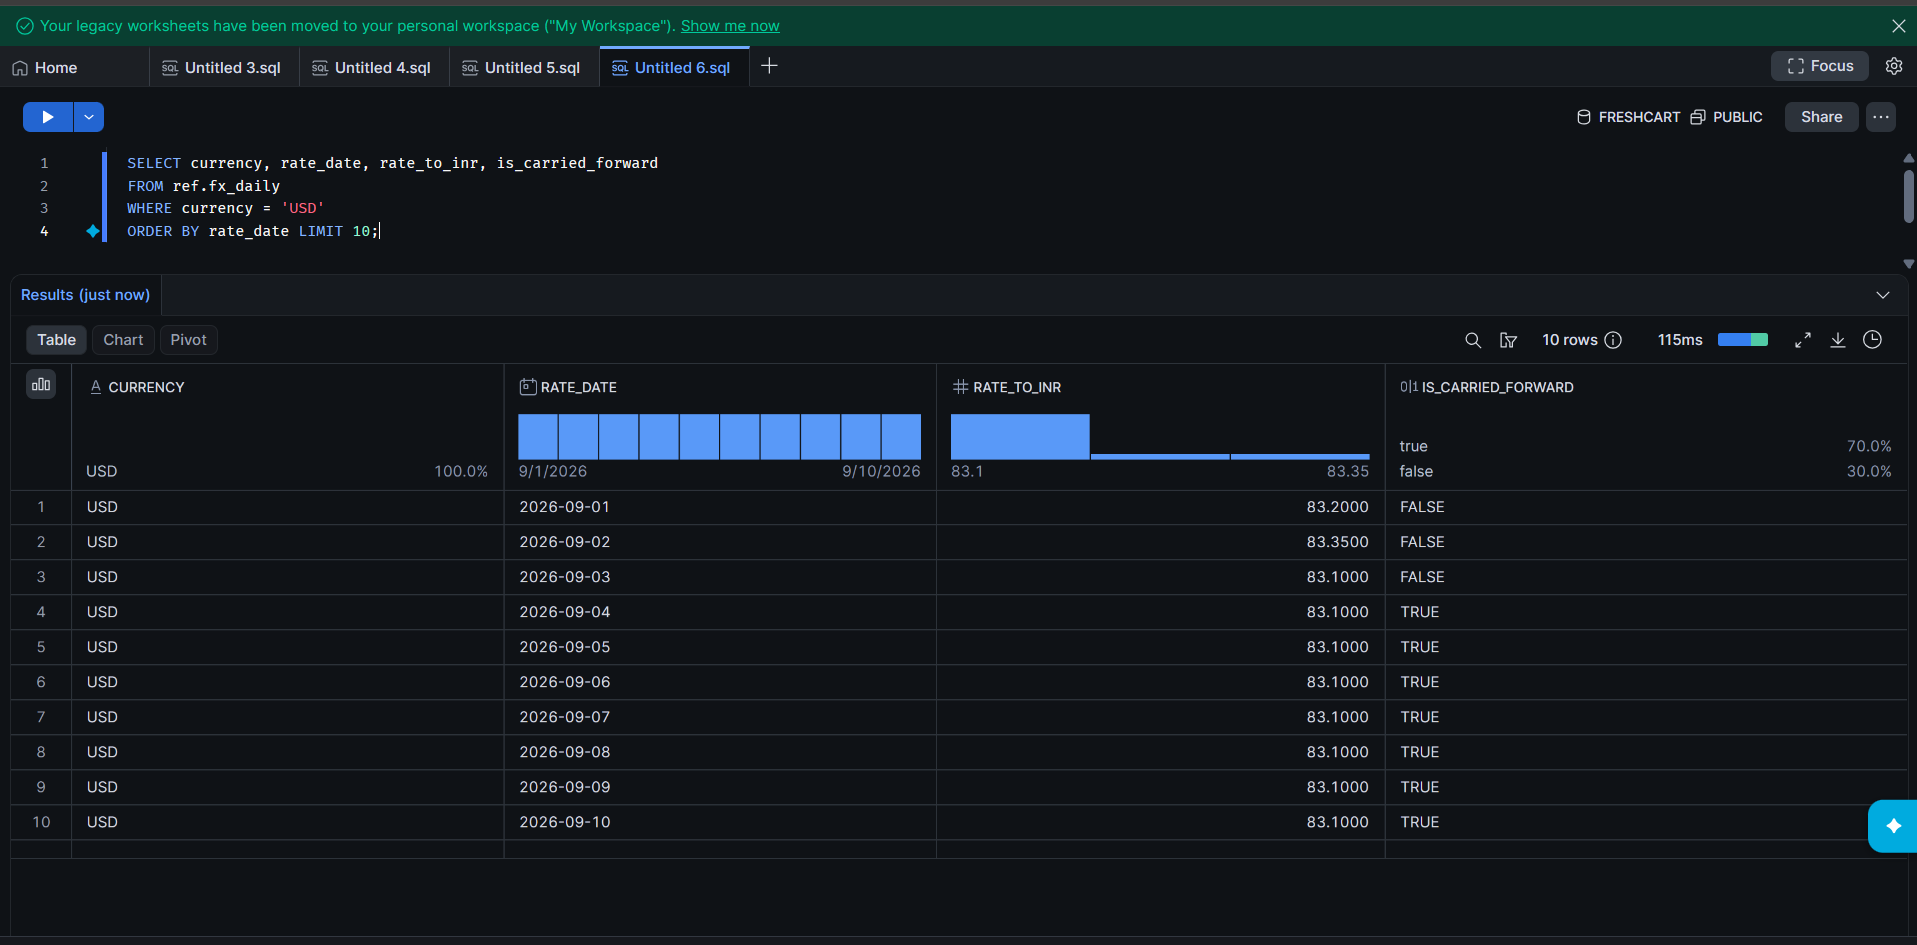 Your legacy worksheets have been moved to your personal workspace ("My Workspace"). Show me now
Home
SQL Untitled 3.sql
SQL Untitled 4.sql
SQL Untitled 5.sql
SQL Untitled 6.sql
Focus
FRESHCART PUBLIC Share
1 SELECT currency, rate_date, rate_to_inr, is_carried_forward
2 FROM ref.fx_daily
3 WHERE currency = 'USD'
4 ORDER BY rate_date LIMIT 10;
Results (just now)
Table Chart Pivot
10 rows 115ms
A CURRENCY RATE_DATE RATE_TO_INR 0|1 IS_CARRIED_FORWARD
true 70.0%
USD 100.0% 9/1/2026 9/10/2026 83.1 83.35 false 30.0%
1 USD 2026-09-01 83.2000 FALSE
2 USD 2026-09-02 83.3500 FALSE
3 USD 2026-09-03 83.1000 FALSE
4 USD 2026-09-04 83.1000 TRUE
5 USD 2026-09-05 83.1000 TRUE
6 USD 2026-09-06 83.1000 TRUE
7 USD 2026-09-07 83.1000 TRUE
8 USD 2026-09-08 83.1000 TRUE
9 USD 2026-09-09 83.1000 TRUE
10 USD 2026-09-10 83.1000 TRUE